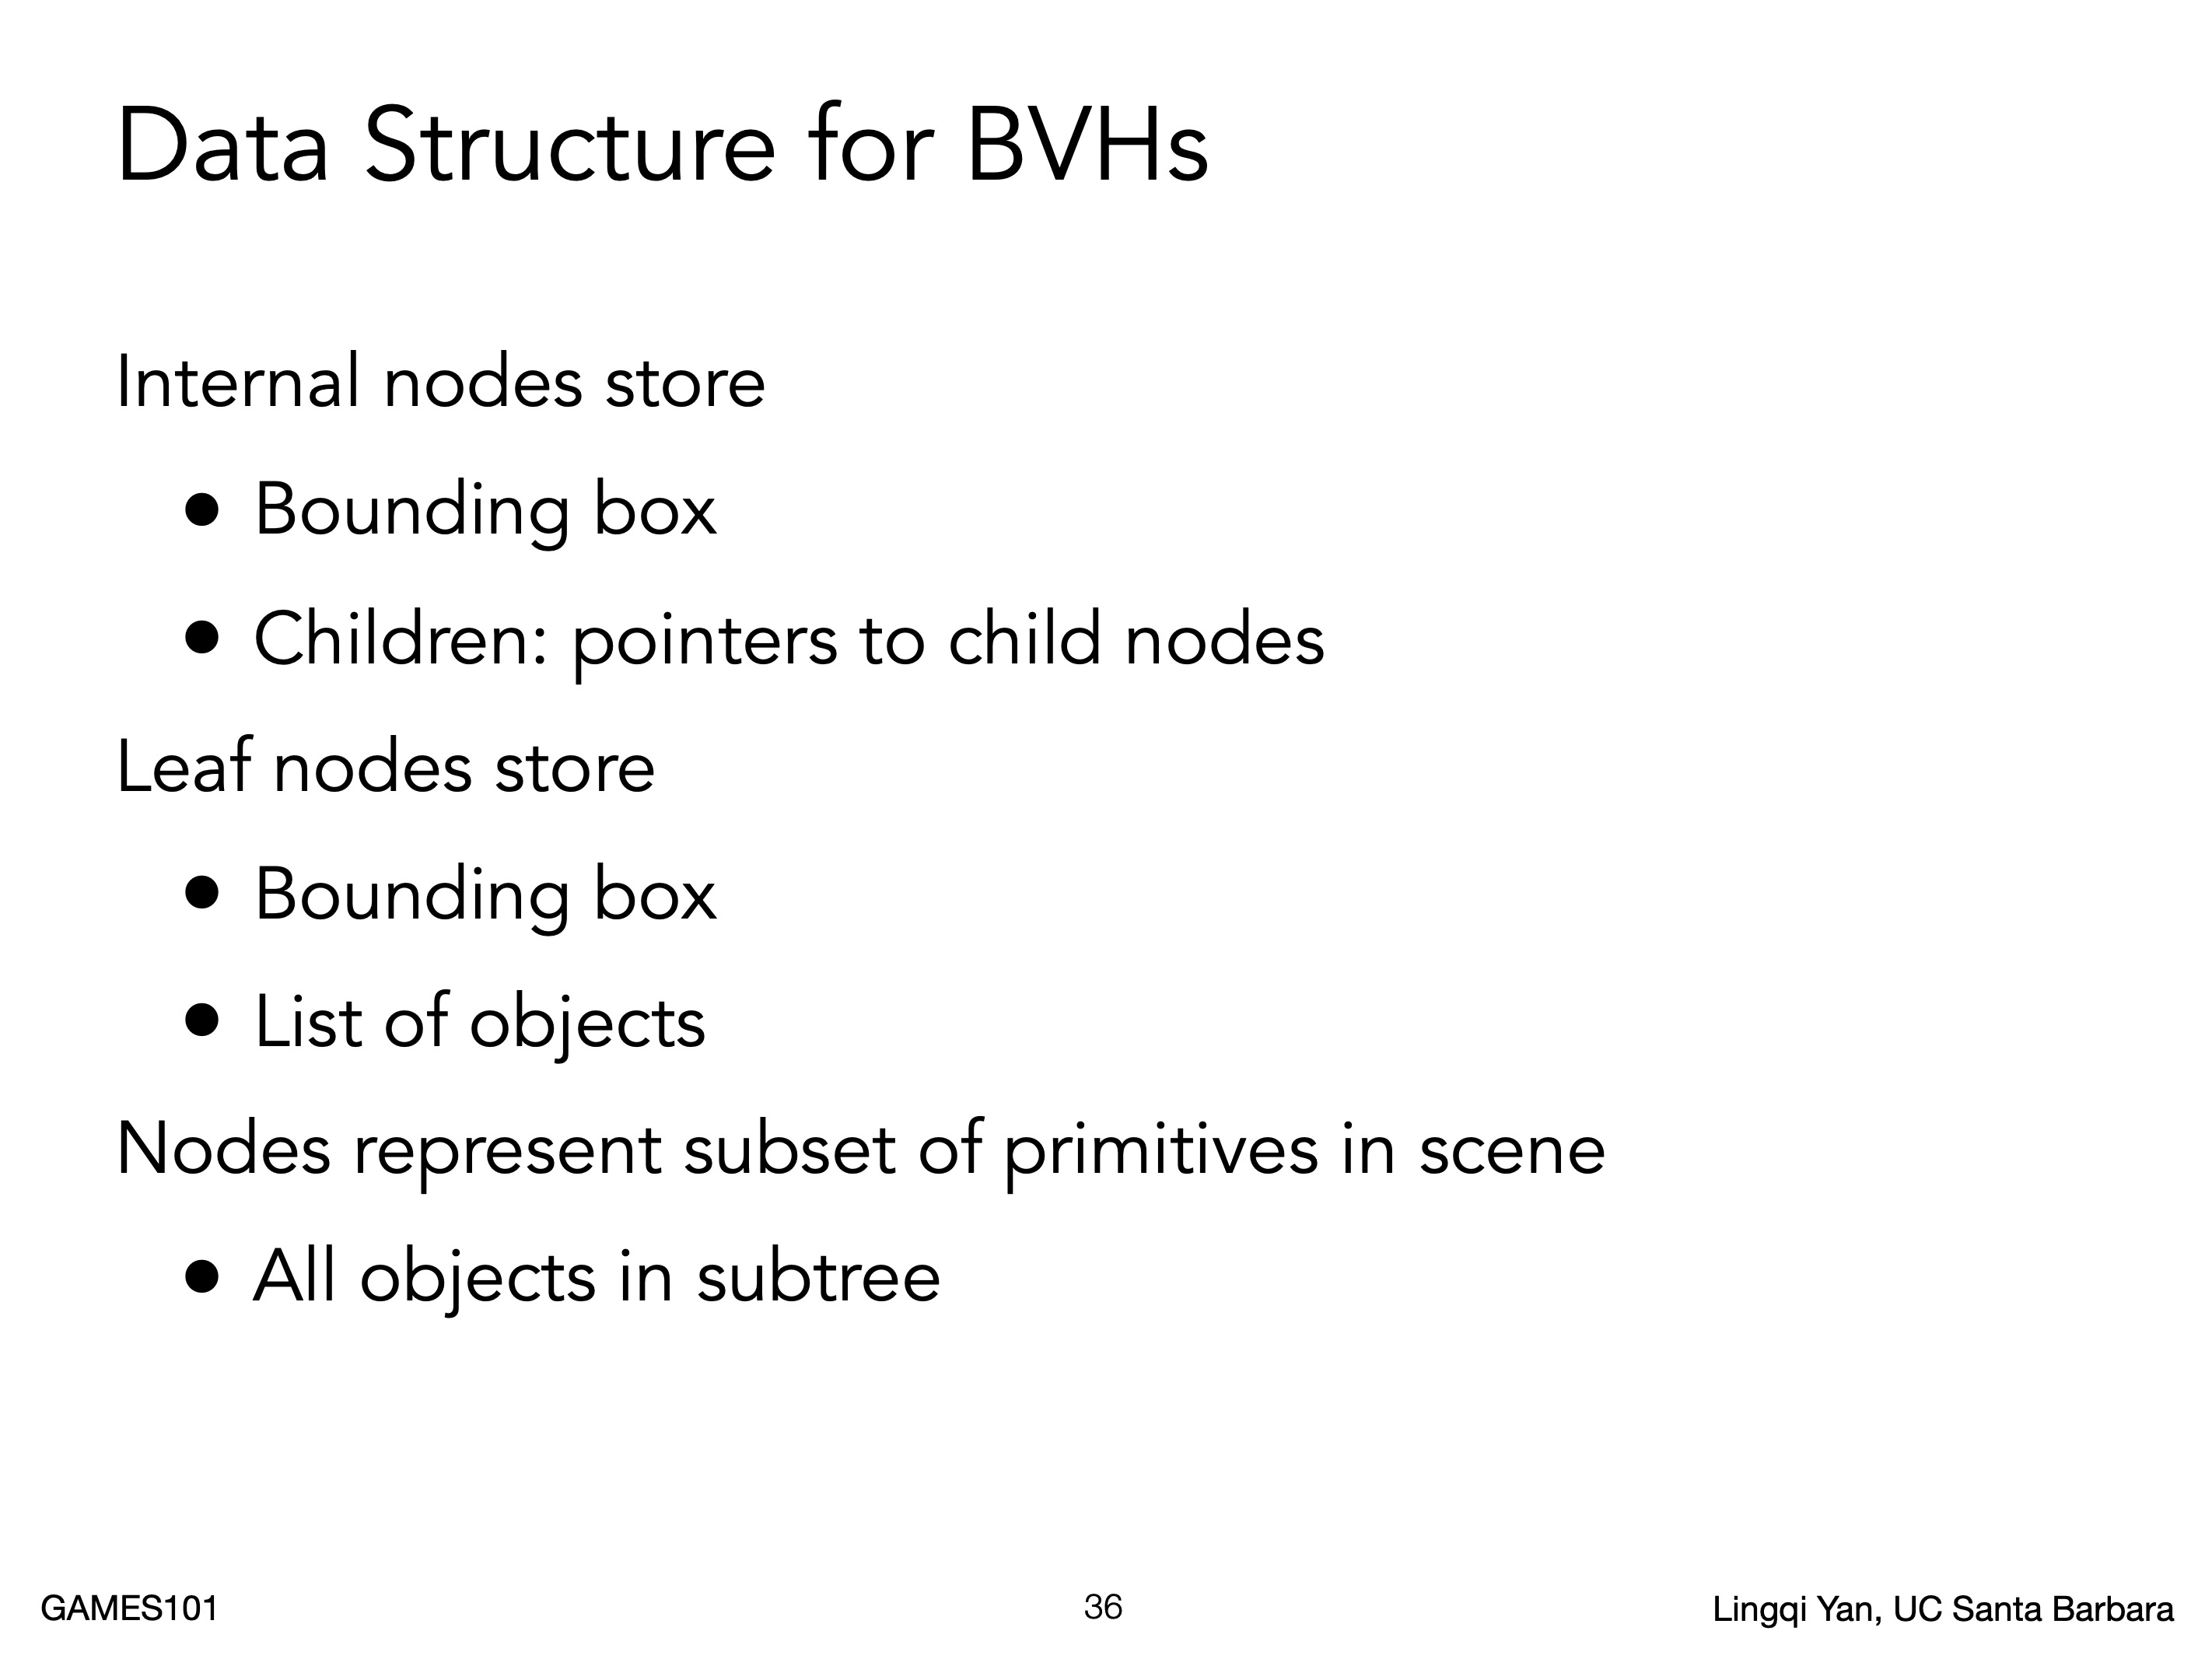 Data Structure for BVHs
Internal nodes store
● Bounding box
● Children: pointers to child nodes
Leaf nodes store
● Bounding box
● List of objects
Nodes represent subset of primitives in scene
● All objects in subtree
GAMES101
36
Lingqi Yan, UC Santa Barbara